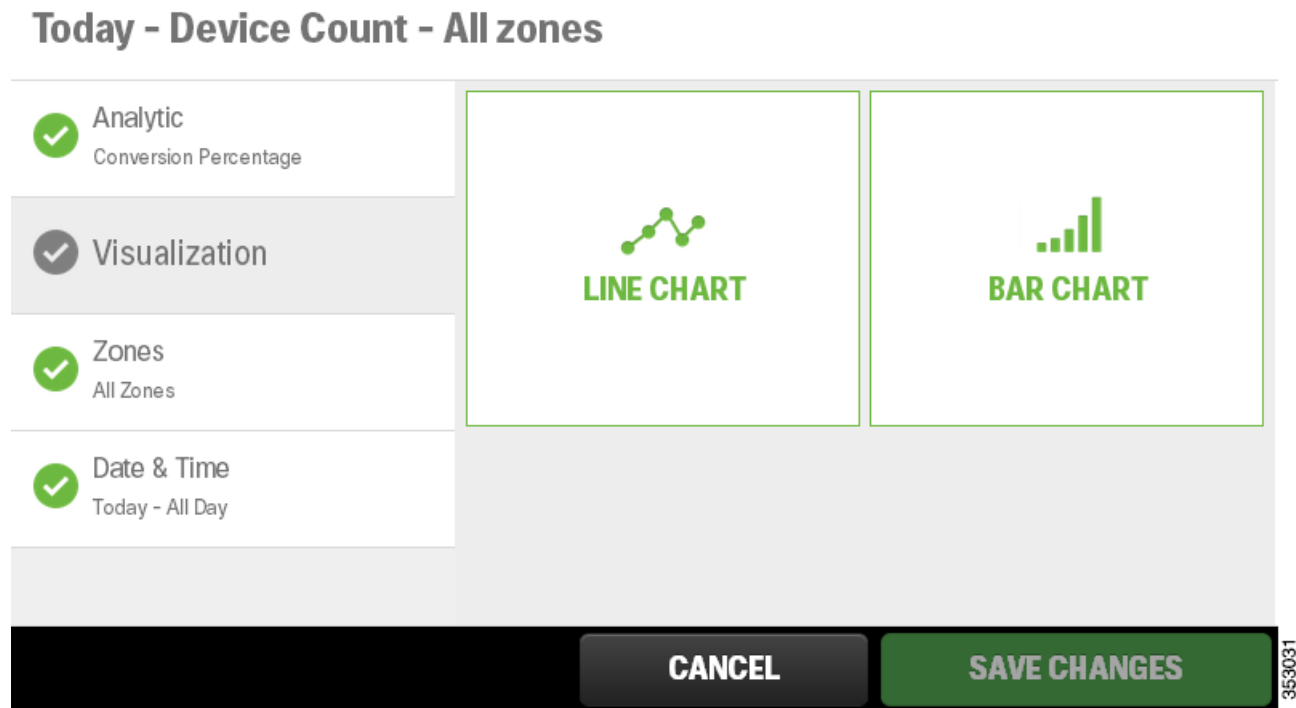 Today - Device Count - All zones
Analytic
Conversion Percentage
Visualization
Zones
All Zones
Date & Time
Today - All Day
LINE CHART
BAR CHART
CANCEL
SAVE CHANGES
353031